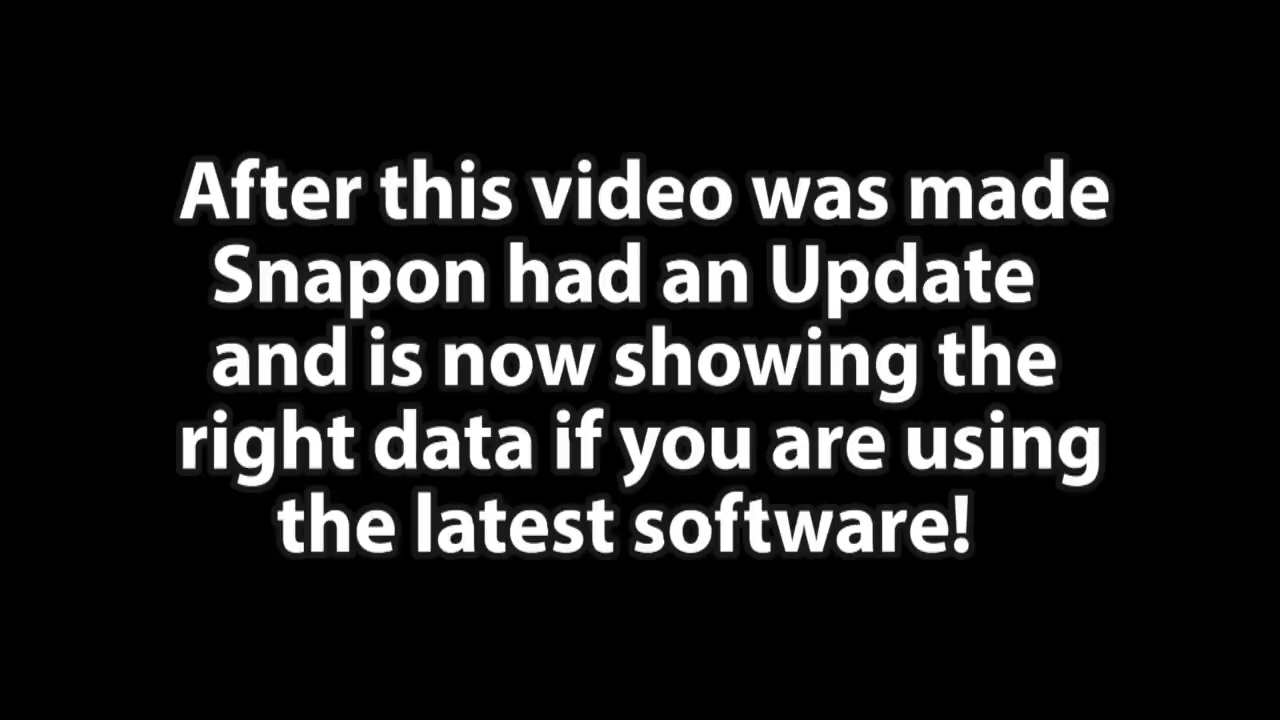 After this video was made
Snapon had an Update
and is now showing the
right data if you are using
the latest software!